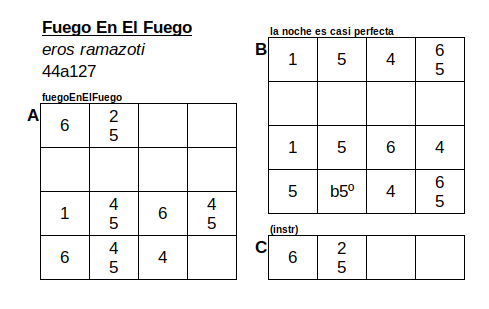 Fuego En El Fuego
eros ramazoti
44a127
fuegoEnElFuego
A
6 2
5
1 4
5 6 4
5
6 4
5 4
la noche es casi perfecta
B
1 5 4 6
5
1 5 6 4
5 b5º 4 6
5
(instr)
C
6 2
5